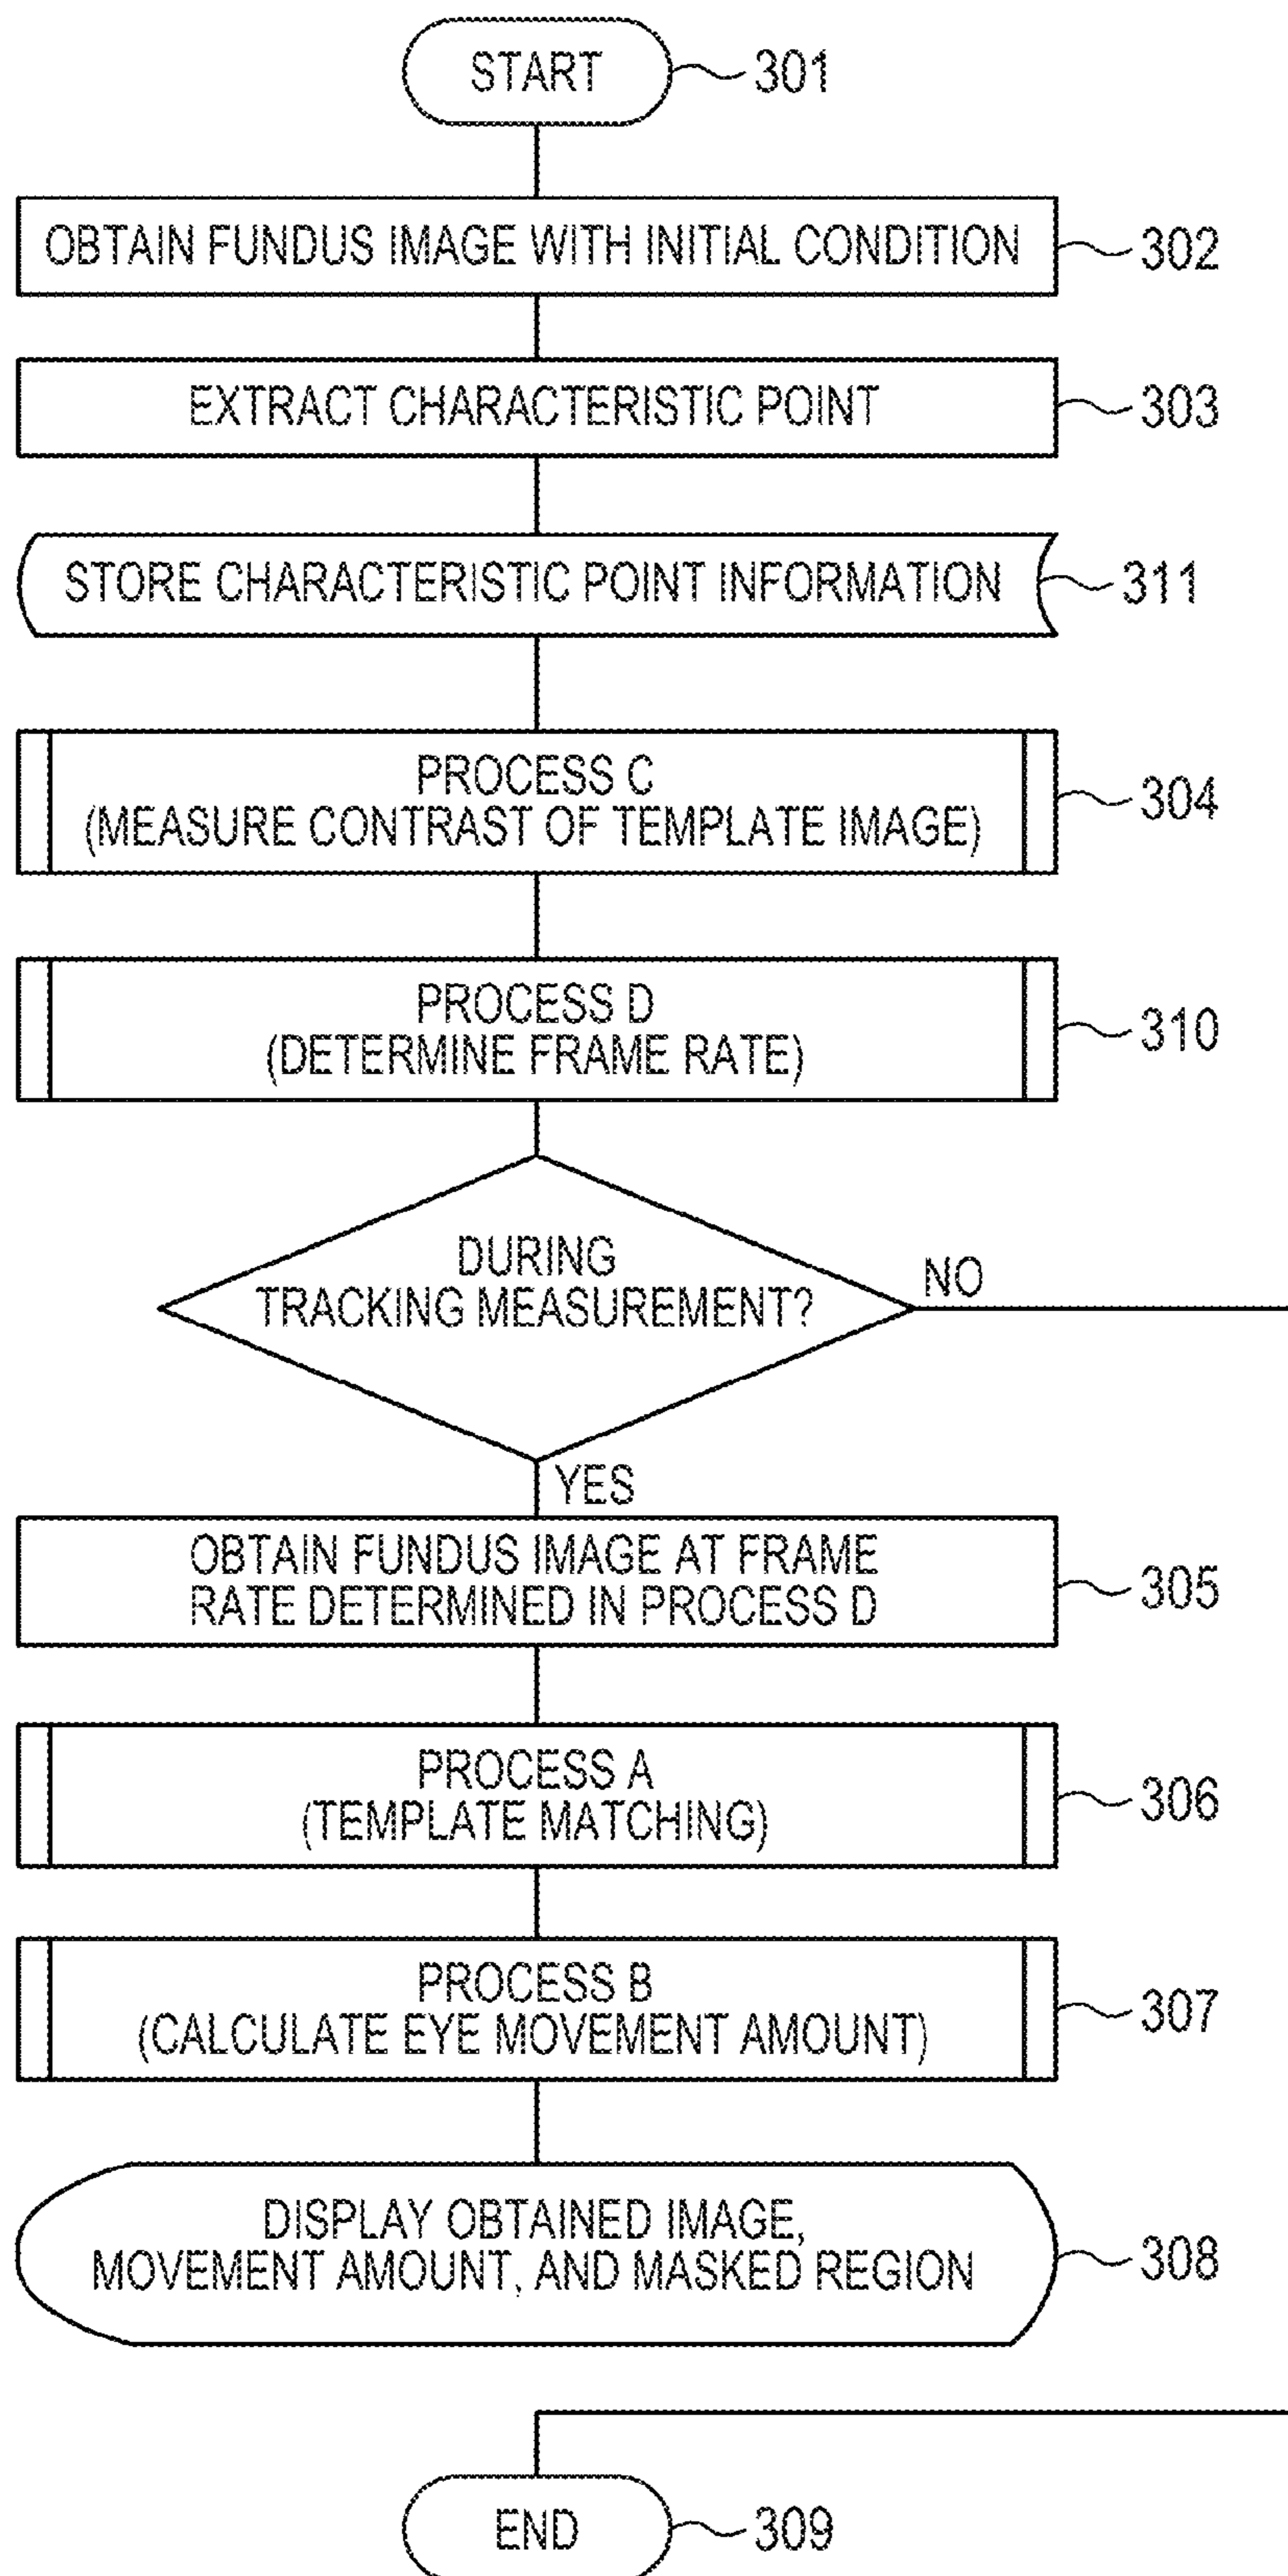 START
301
OBTAIN FUNDUS IMAGE WITH INITIAL CONDITION
302
EXTRACT CHARACTERISTIC POINT
303
STORE CHARACTERISTIC POINT INFORMATION
311
PROCESS C
(MEASURE CONTRAST OF TEMPLATE IMAGE)
304
PROCESS D
(DETERMINE FRAME RATE)
310
DURING
TRACKING MEASUREMENT?
NO
YES
OBTAIN FUNDUS IMAGE AT FRAME
RATE DETERMINED IN PROCESS D
305
PROCESS A
(TEMPLATE MATCHING)
306
PROCESS B
(CALCULATE EYE MOVEMENT AMOUNT)
307
DISPLAY OBTAINED IMAGE,
MOVEMENT AMOUNT, AND MASKED REGION
308
END
309